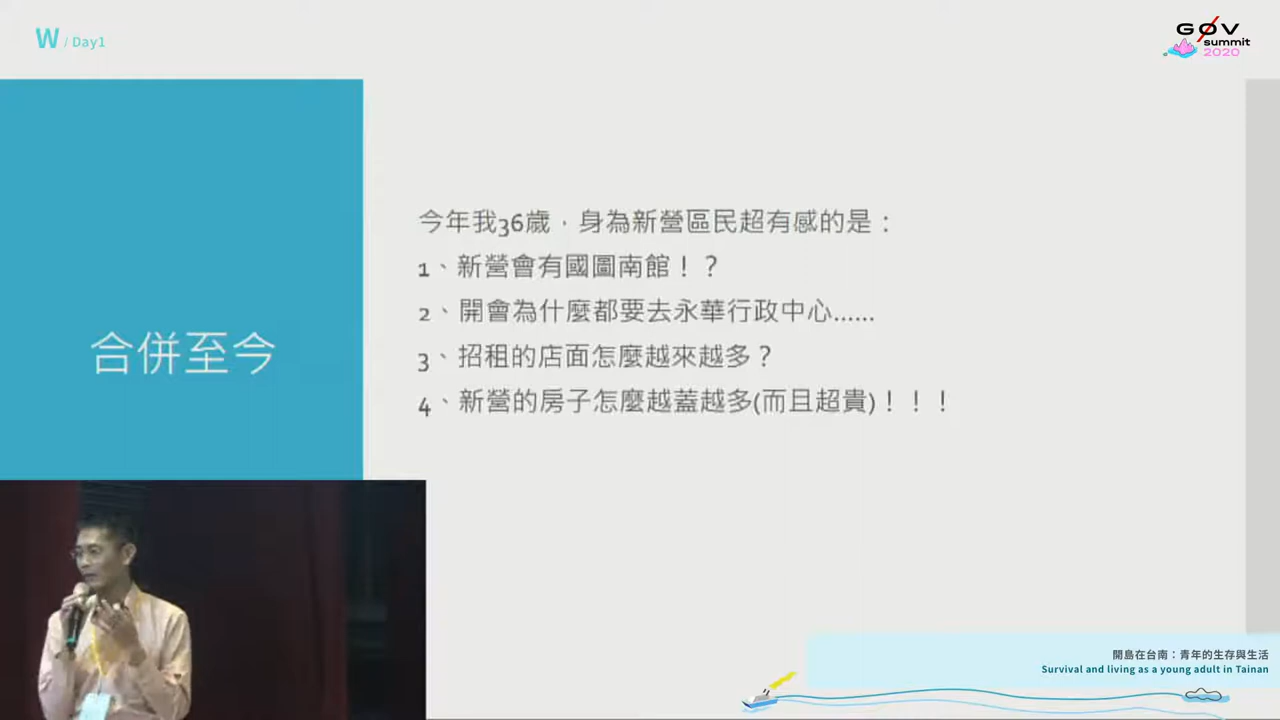 W / Day1
G0V
summit
2020
今年我36歲，身為新營區民超有感的是：
1、新營會有國圖南館！？
2、開會為什麼都要去永華行政中心......
3、招租的店面怎麼越來越多？
4、新營的房子怎麼越蓋越多(而且超貴)！！！
合併至今
開島在台南：青年的生存與生活
Survival and living as a young adult in Tainan